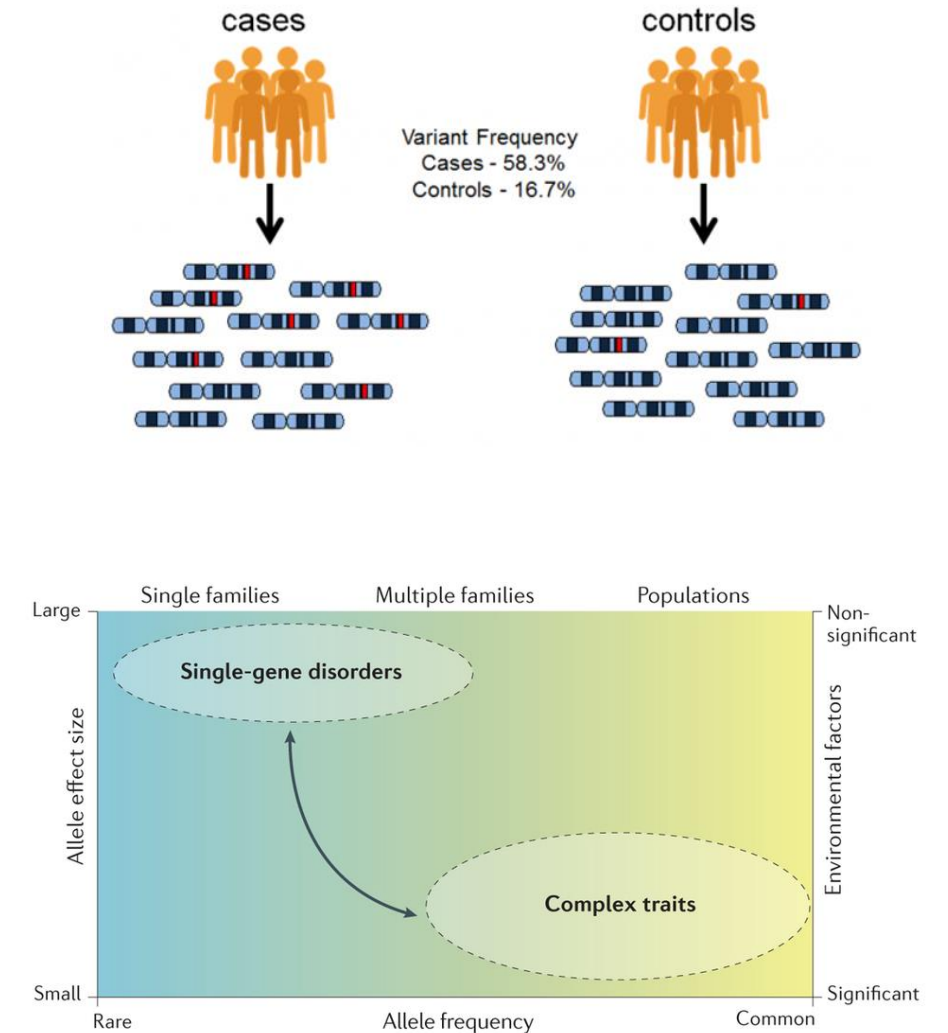 cases
controls
Variant Frequency
Cases - 58.3%
Controls - 16.7%
Single families
Multiple families
Populations
Large
Non-
significant
Single-gene disorders
Allele effect size
Environmental factors
Complex traits
Small
Significant
Rare
Allele frequency
Common